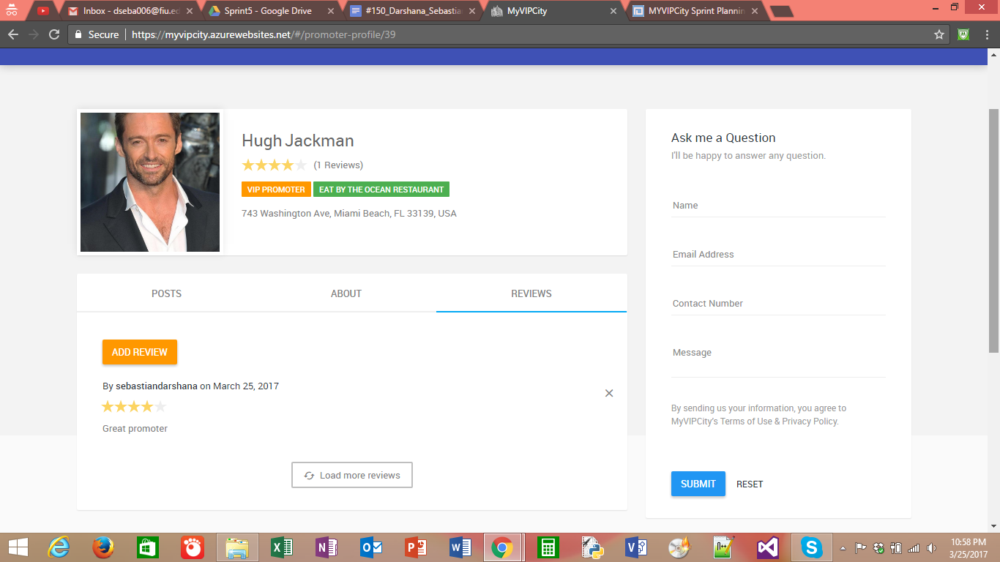 Inbox - dseba006@fiu.ed
Sprint5 - Google Drive
#150_Darshana_Sebastia
MyVIPCity
MYVIPCity Sprint Plannin
Secure
https://myvipcity.azurewebsites.net/#/promoter-profile/39
Hugh Jackman
(1 Reviews)
VIP PROMOTER EAT BY THE OCEAN RESTAURANT
743 Washington Ave, Miami Beach, FL 33139, USA
POSTS ABOUT REVIEWS
ADD REVIEW
By sebastiandarshana on March 25, 2017
Great promoter
Load more reviews
Ask me a Question
I'll be happy to answer any question.
Name
Email Address
Contact Number
Message
By sending us your information, you agree to
MyVIPCity's Terms of Use & Privacy Policy.
SUBMIT RESET
10:58 PM
3/25/2017